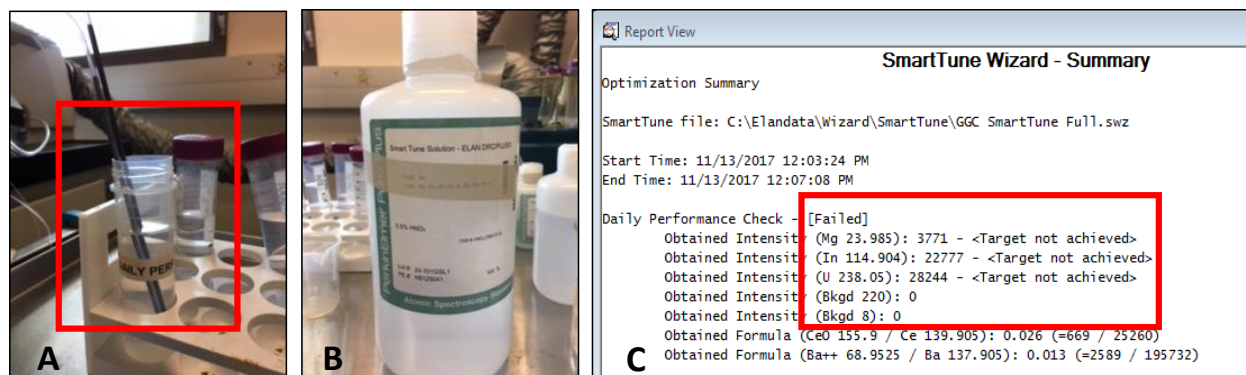 A
DAILY PERF
B
PerkinElmer
Smart Tune Solution - ELAN DRC
HNO₃
Atomic Spectroscopy
C
Report View
SmartTune Wizard - Summary
Optimization Summary
SmartTune file: C:\Elandata\Wizard\SmartTune\GGC SmartTune Full.swz
Start Time: 11/13/2017 12:03:24 PM
End Time: 11/13/2017 12:07:08 PM
Daily Performance Check - [Failed]
Obtained Intensity (Mg 23.985): 3771 - <Target not achieved>
Obtained Intensity (In 114.904): 22777 - <Target not achieved>
Obtained Intensity (U 238.05): 28244 - <Target not achieved>
Obtained Intensity (Bkgd 220): 0
Obtained Intensity (Bkgd 8): 0
Obtained Formula (CeO 155.9 / Ce 139.905): 0.026 (=669 / 25260)
Obtained Formula (Ba++ 68.9525 / Ba 137.905): 0.013 (=2589 / 195732)